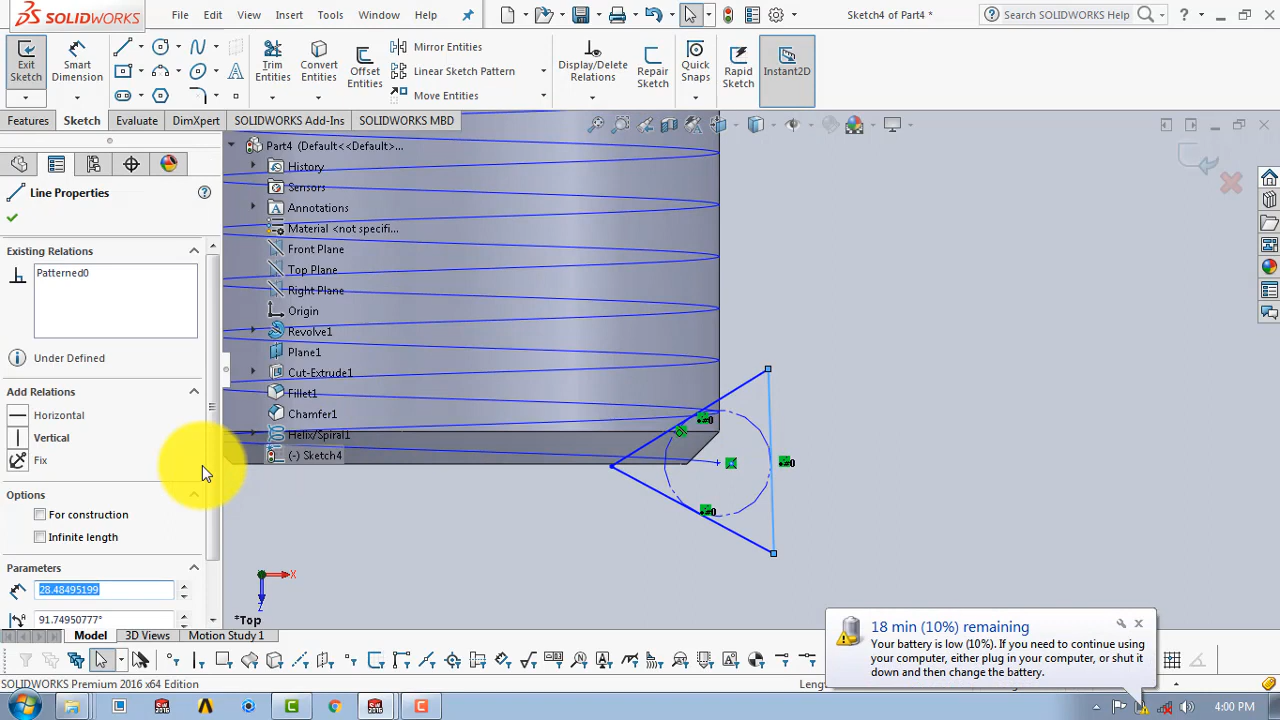 SOLIDWORKS
File
Edit
View
Insert
Tools
Window
Help
Sketch4 of Part4 *
Search SOLIDWORKS Help
Exit Sketch
Smart Dimension
Trim Entities
Convert Entities
Offset Entities
Mirror Entities
Linear Sketch Pattern
Move Entities
Display/Delete Relations
Repair Sketch
Quick Snaps
Rapid Sketch
Instant2D
Features
Sketch
Evaluate
DimXpert
SOLIDWORKS Add-Ins
SOLIDWORKS MBD
Line Properties
Existing Relations
Patterned0
Under Defined
Add Relations
Horizontal
Vertical
Fix
Options
For construction
Infinite length
Parameters
28.48495199
91.74950777°
Part4 (Default<<Default>...
History
Sensors
Annotations
Material <not specifi...
Front Plane
Top Plane
Right Plane
Origin
Revolve1
Plane1
Cut-Extrude1
Fillet1
Chamfer1
Helix/Spiral1
(-) Sketch4
X
Z
*Top
18 min (10%) remaining
Your battery is low (10%). If you need to continue using
your computer, either plug in your computer, or shut it
down and then change the battery.
Model
3D Views
Motion Study 1
SOLIDWORKS Premium 2016 x64 Edition
4:00 PM